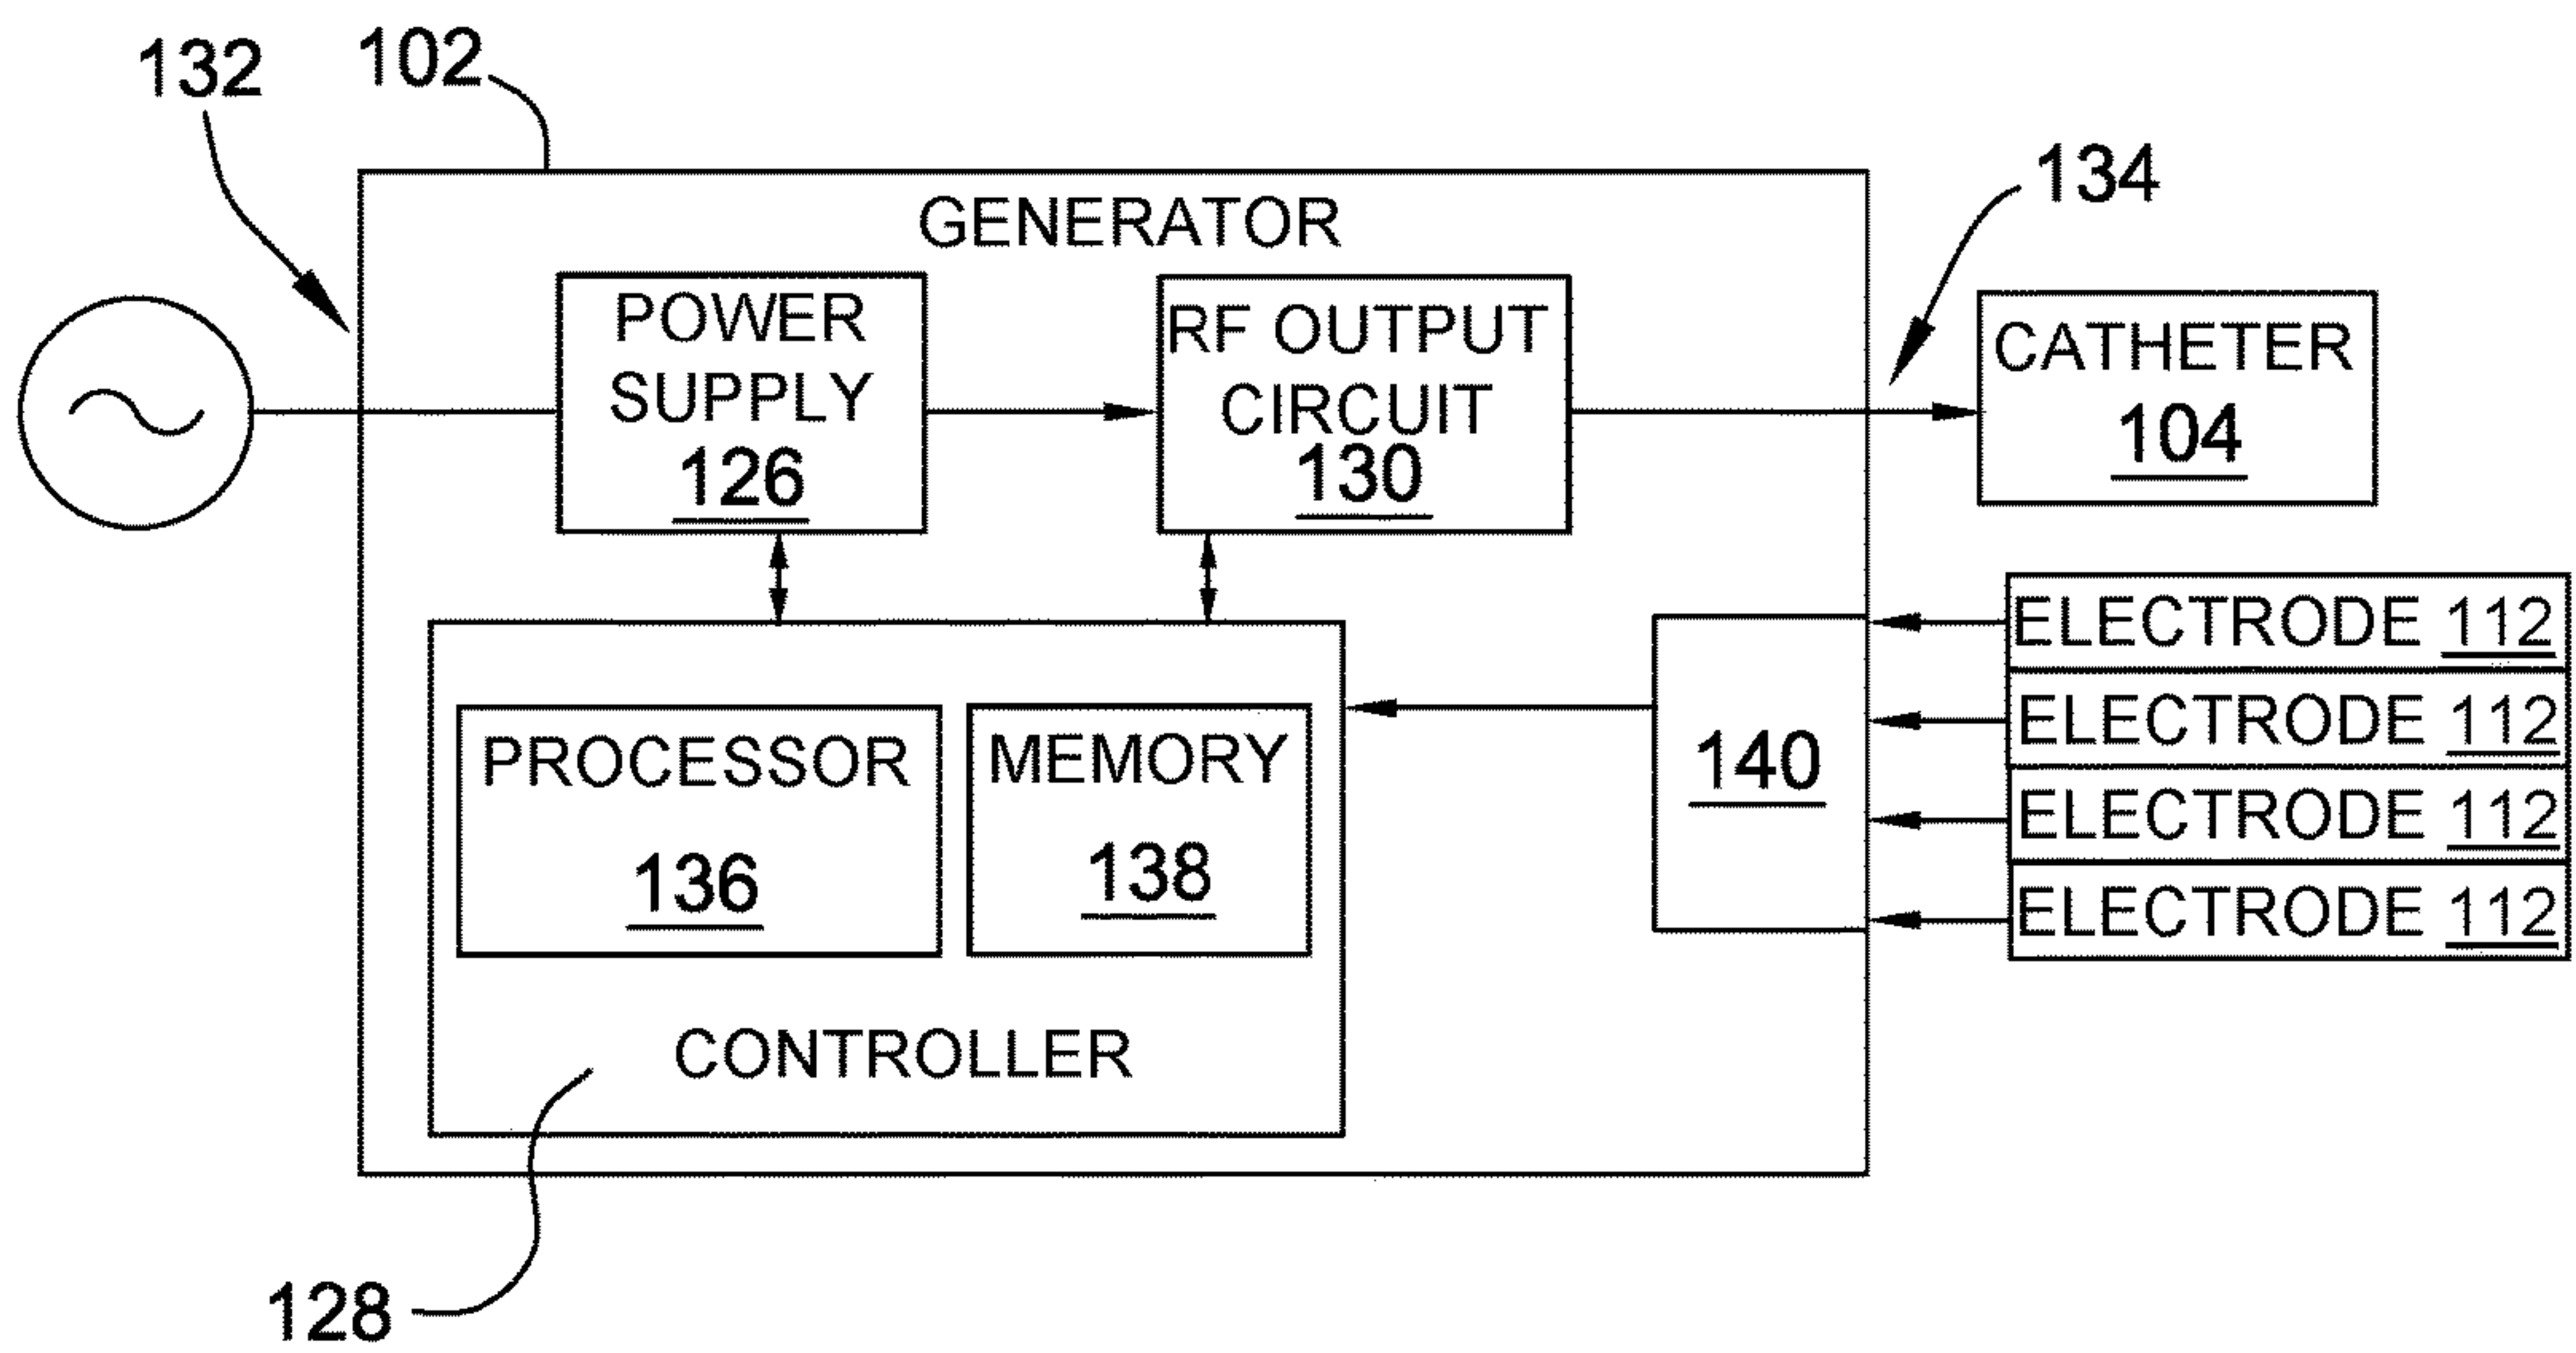 132
102
134
GENERATOR
POWER
SUPPLY
126
RF OUTPUT
CIRCUIT
130
CATHETER
104
ELECTRODE 112
ELECTRODE 112
ELECTRODE 112
ELECTRODE 112
140
PROCESSOR
136
MEMORY
138
CONTROLLER
128